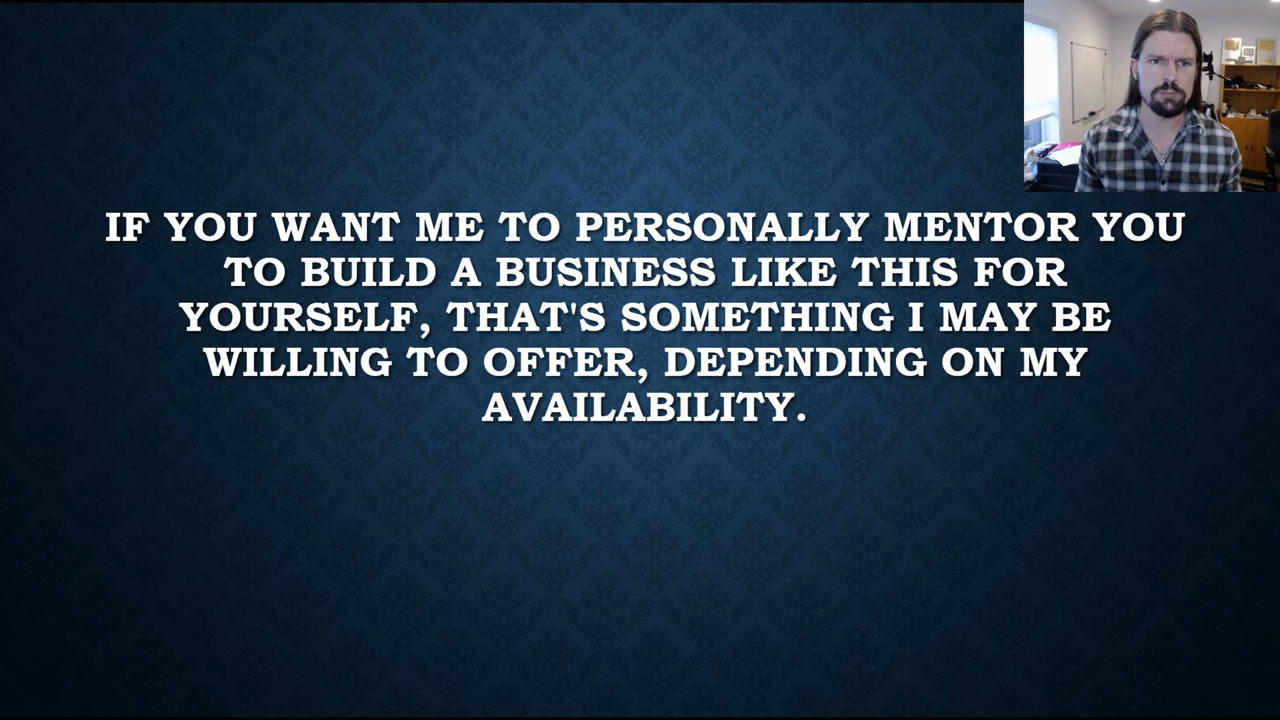 IF YOU WANT ME TO PERSONALLY MENTOR YOU
TO BUILD A BUSINESS LIKE THIS FOR
YOURSELF, THAT'S SOMETHING I MAY BE
WILLING TO OFFER, DEPENDING ON MY
AVAILABILITY.